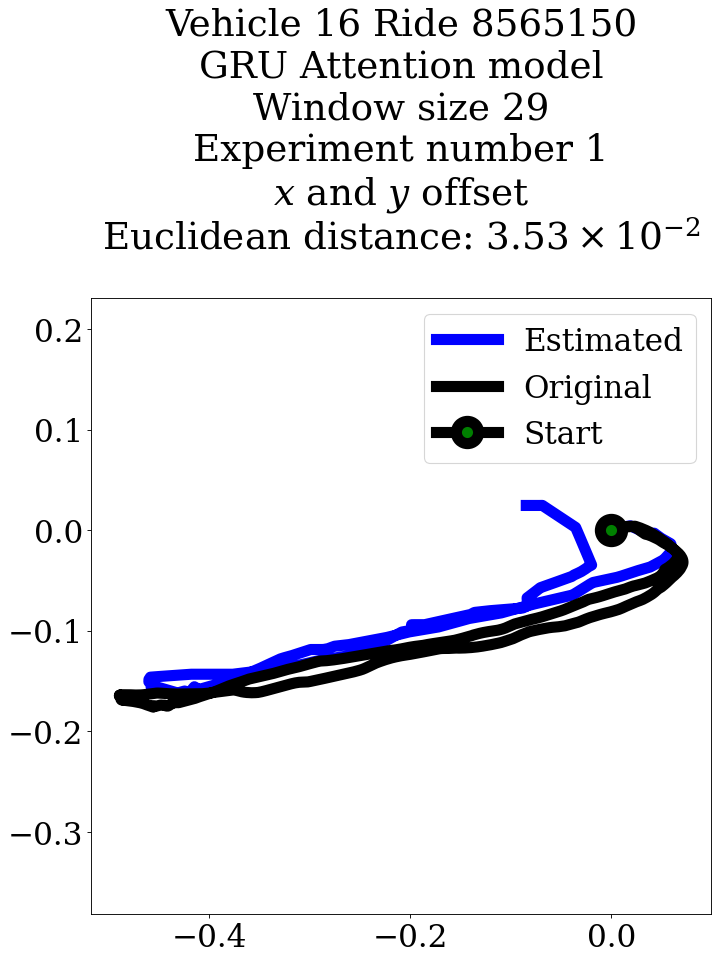 Vehicle 16 Ride 8565150
GRU Attention model
Window size 29
Experiment number 1
x and y offset
Euclidean distance: 3.53 × 10⁻²
Estimated
Original
Start
0.2
0.1
0.0
−0.1
−0.2
−0.3
−0.4
−0.2
0.0